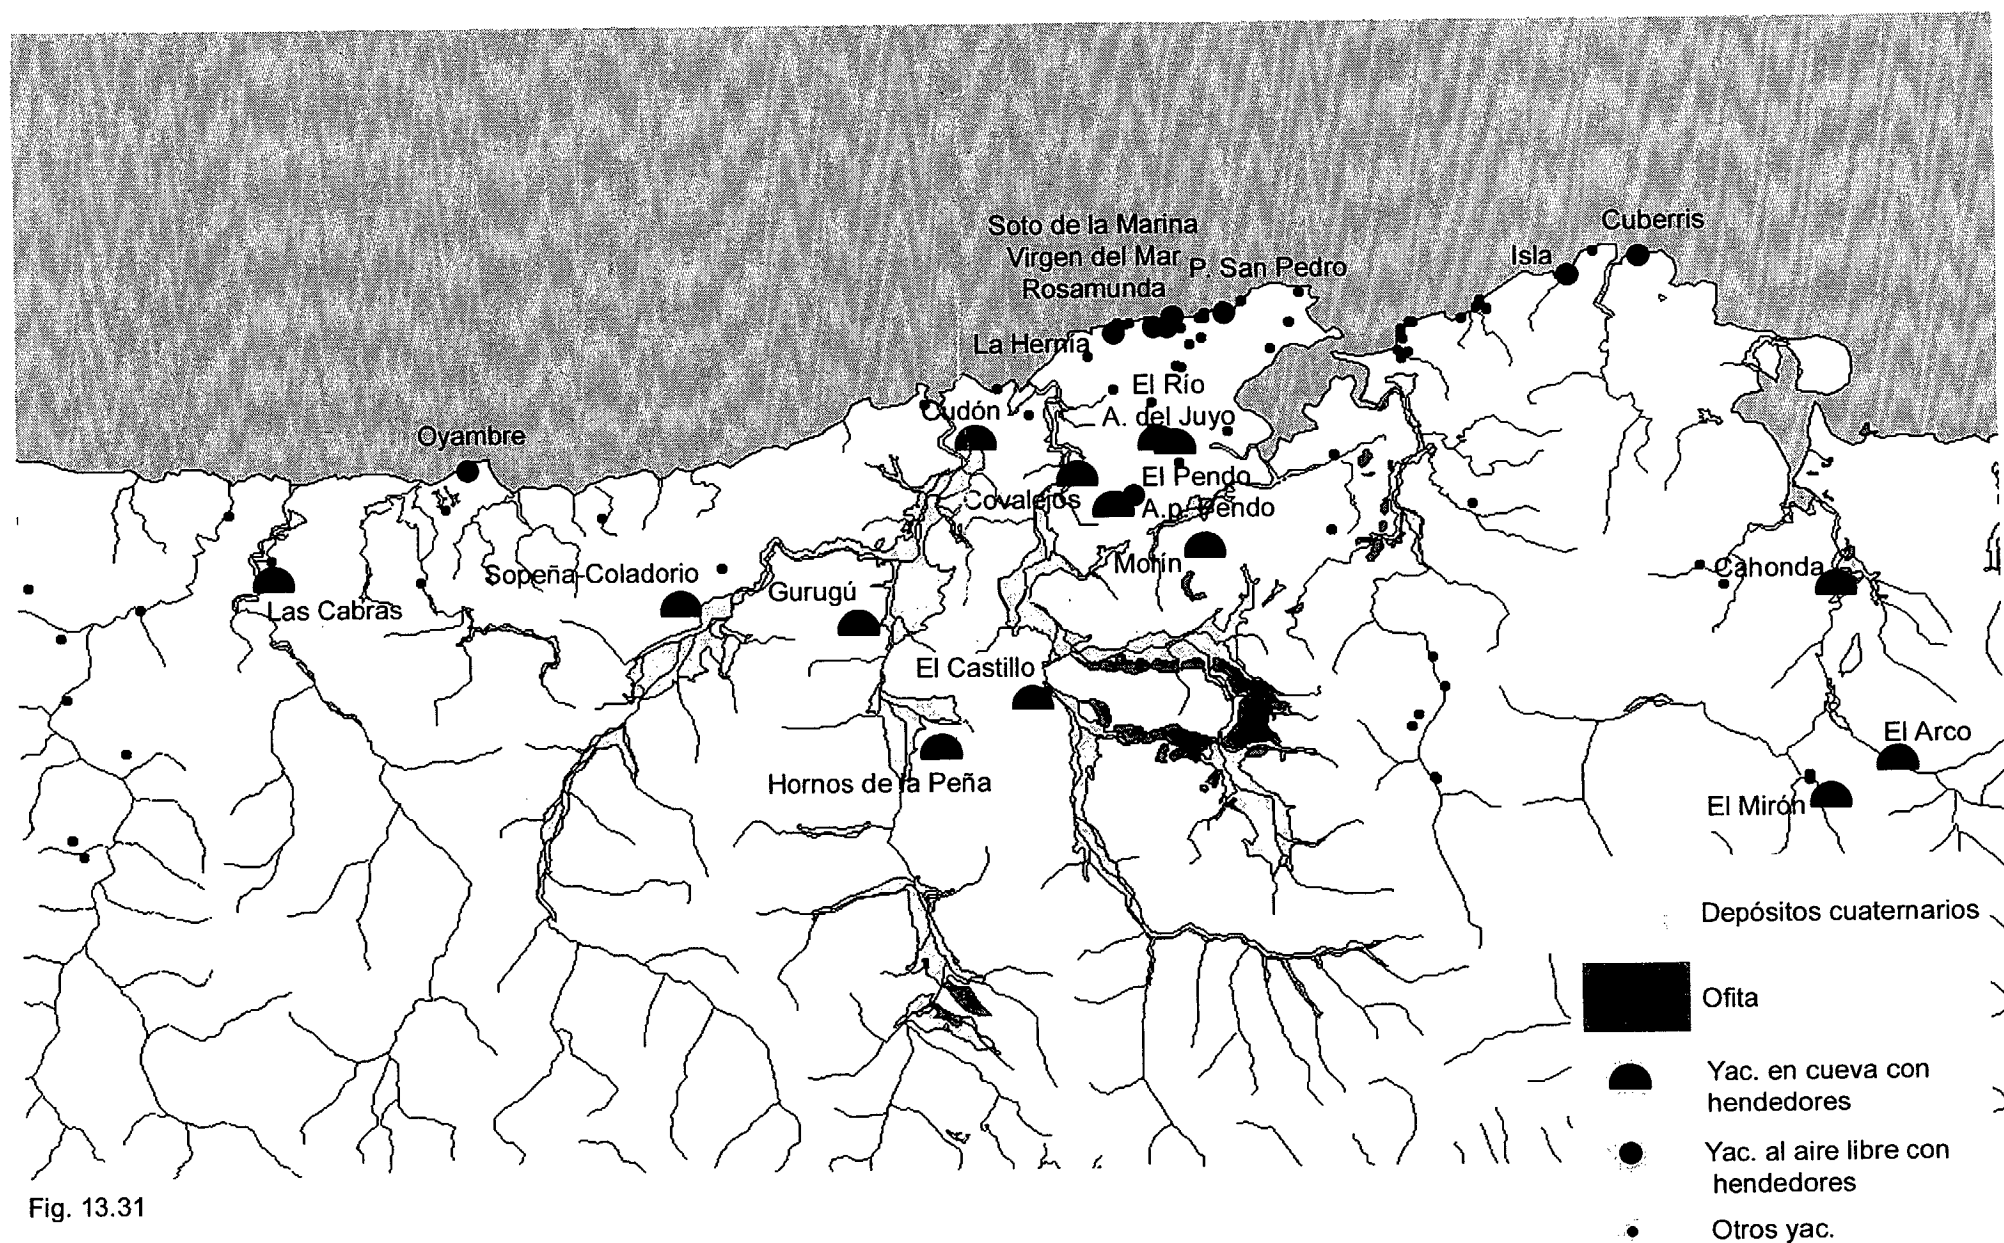 Cuberris
Soto de la Marina
Virgen del Mar
P. San Pedro
Isla
Rosamunda
La Hernía
El Río
Cudón
A. del Juyo
Oyambre
El Pendo
Covalejos
A.p. Pendo
Morín
Cahonda
Sopeña-Coladorio
Gurugú
Las Cabras
El Castillo
El Arco
Hornos de la Peña
El Mirón
Depósitos cuaternarios
Ofita
Yac. en cueva con
hendedores
Yac. al aire libre con
hendedores
Otros yac.
Fig. 13.31